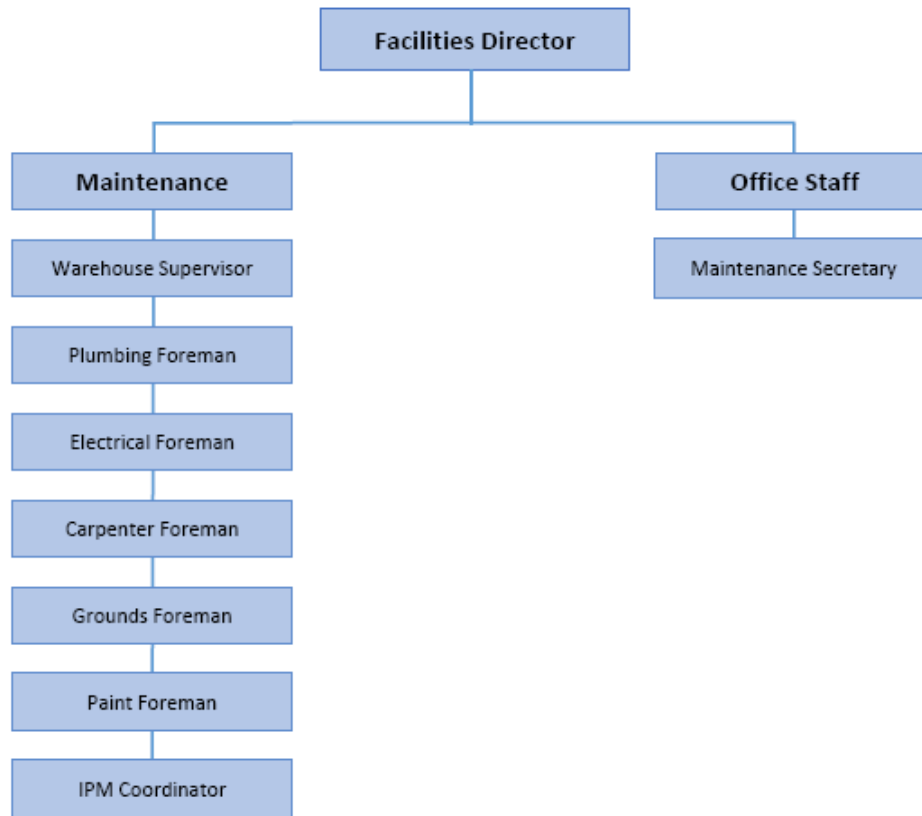 Facilities Director
Maintenance
Office Staff
Warehouse Supervisor
Maintenance Secretary
Plumbing Foreman
Electrical Foreman
Carpenter Foreman
Grounds Foreman
Paint Foreman
IPM Coordinator